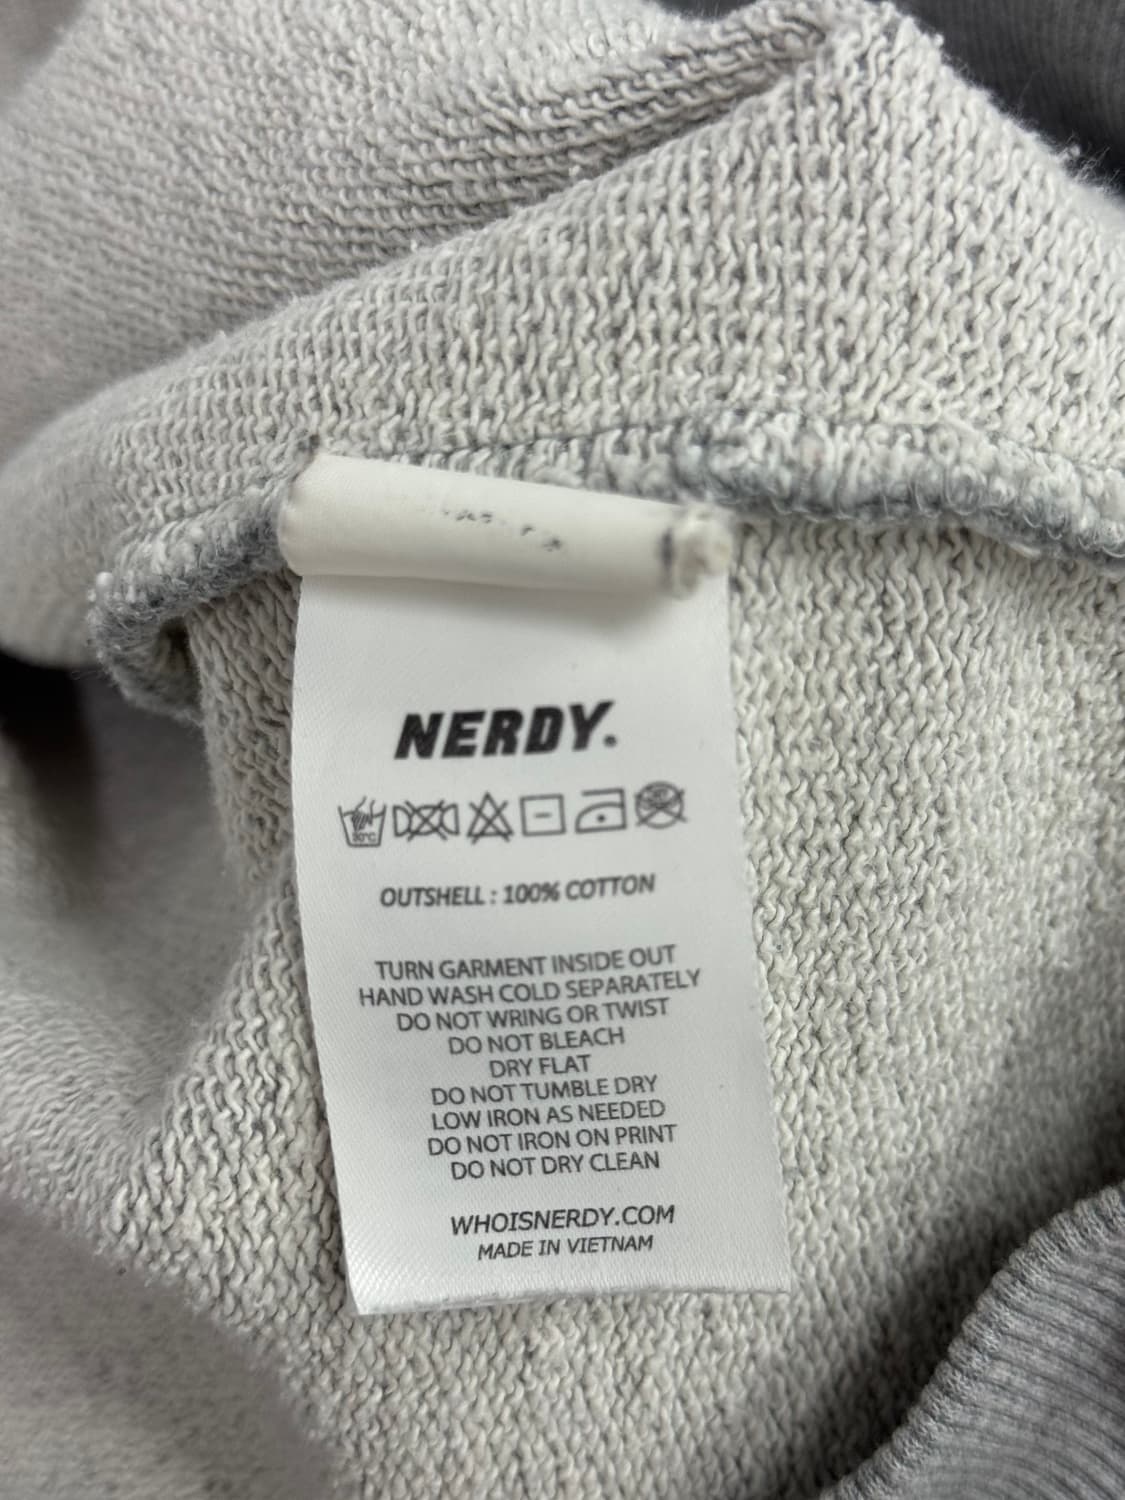 NERDY.
30°C
OUTSHELL : 100% COTTON
TURN GARMENT INSIDE OUT
HAND WASH COLD SEPARATELY
DO NOT WRING OR TWIST
DO NOT BLEACH
DRY FLAT
DO NOT TUMBLE DRY
LOW IRON AS NEEDED
DO NOT IRON ON PRINT
DO NOT DRY CLEAN
WHOISNERDY.COM
MADE IN VIETNAM